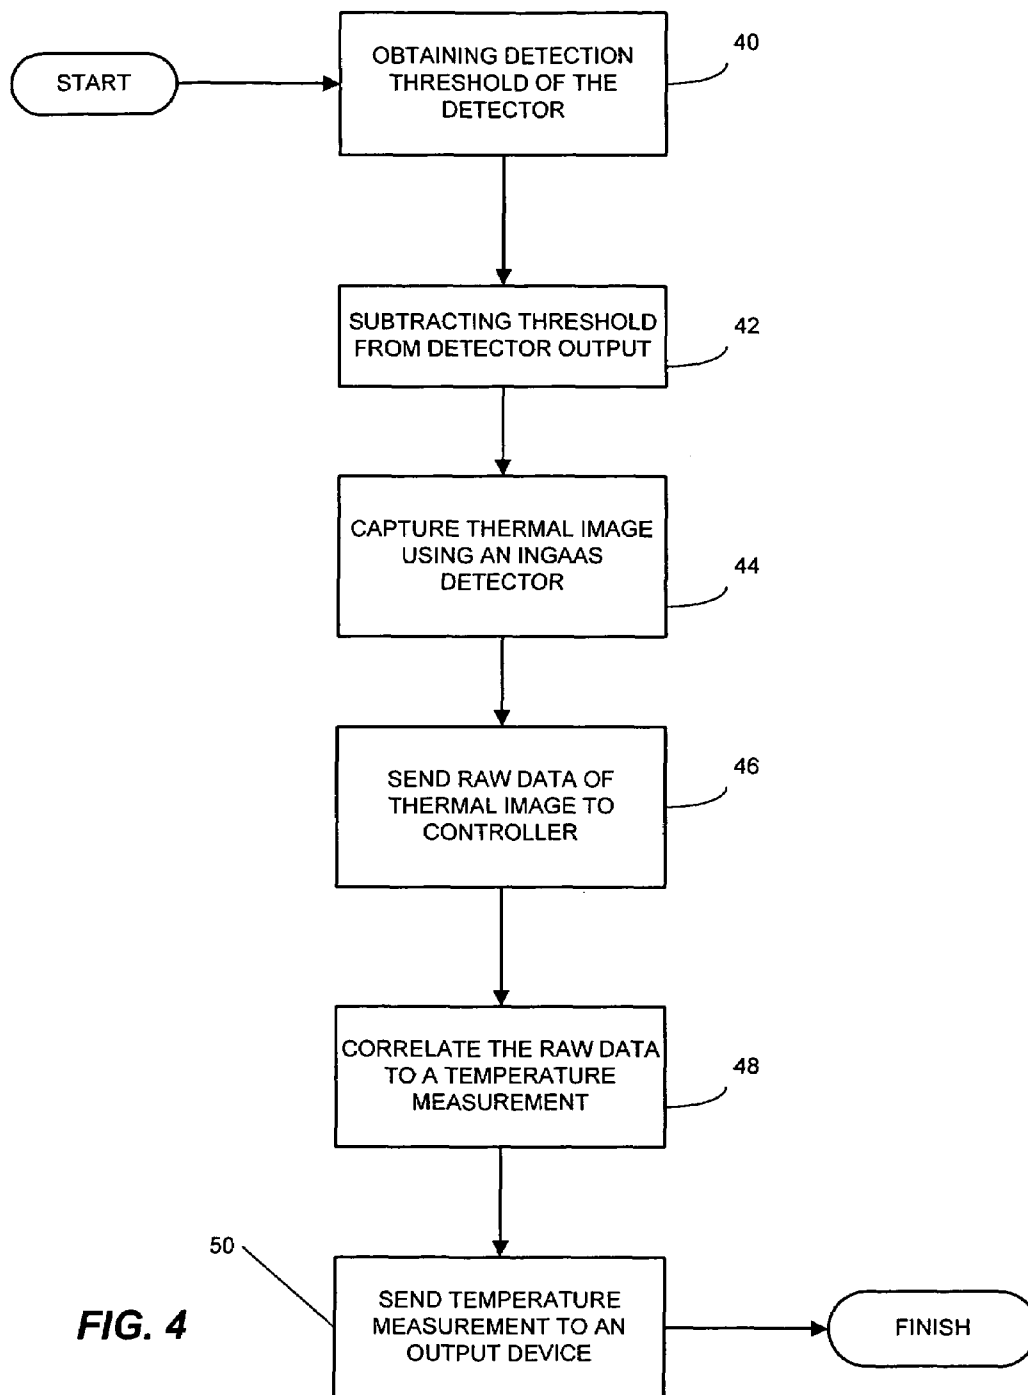 START
OBTAINING DETECTION
THRESHOLD OF THE
DETECTOR
40
SUBTRACTING THRESHOLD
FROM DETECTOR OUTPUT
42
CAPTURE THERMAL IMAGE
USING AN INGAAS
DETECTOR
44
SEND RAW DATA OF
THERMAL IMAGE TO
CONTROLLER
46
CORRELATE THE RAW DATA
TO A TEMPERATURE
MEASUREMENT
48
50
SEND TEMPERATURE
MEASUREMENT TO AN
OUTPUT DEVICE
FINISH
FIG. 4